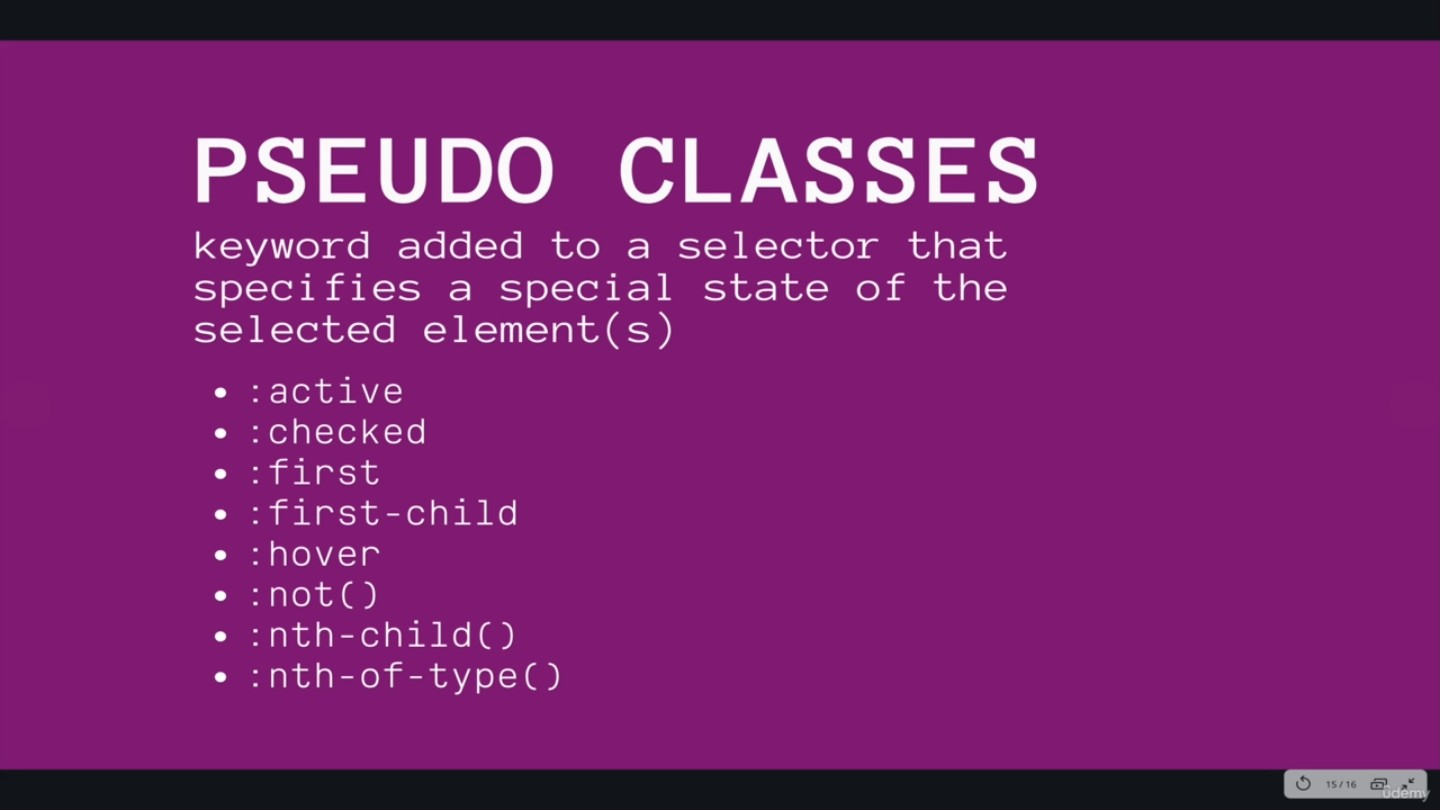 PSEUDO CLASSES
keyword added to a selector that
specifies a special state of the
selected element(s)
• :active
• :checked
• :first
• :first-child
• :hover
• :not()
• :nth-child()
• :nth-of-type()
15 / 16
ûdemy